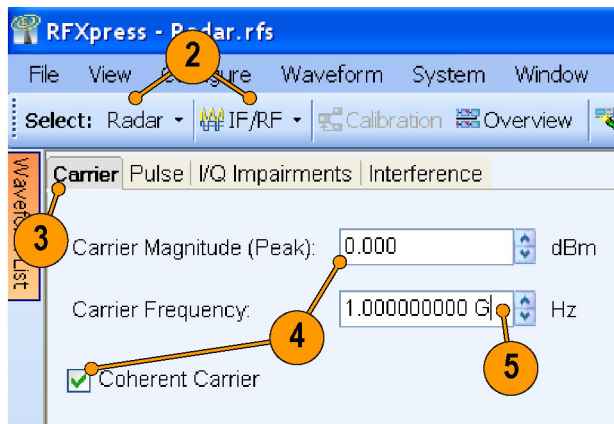 RFXpress - Radar.rfs
2
File View Configure Waveform System Window
Select: Radar IF/RF Calibration Overview
Waveform List
Carrier Pulse I/Q Impairments Interference
3
Carrier Magnitude (Peak): 0.000 dBm
Carrier Frequency: 1.000000000 G Hz
4
5
Coherent Carrier